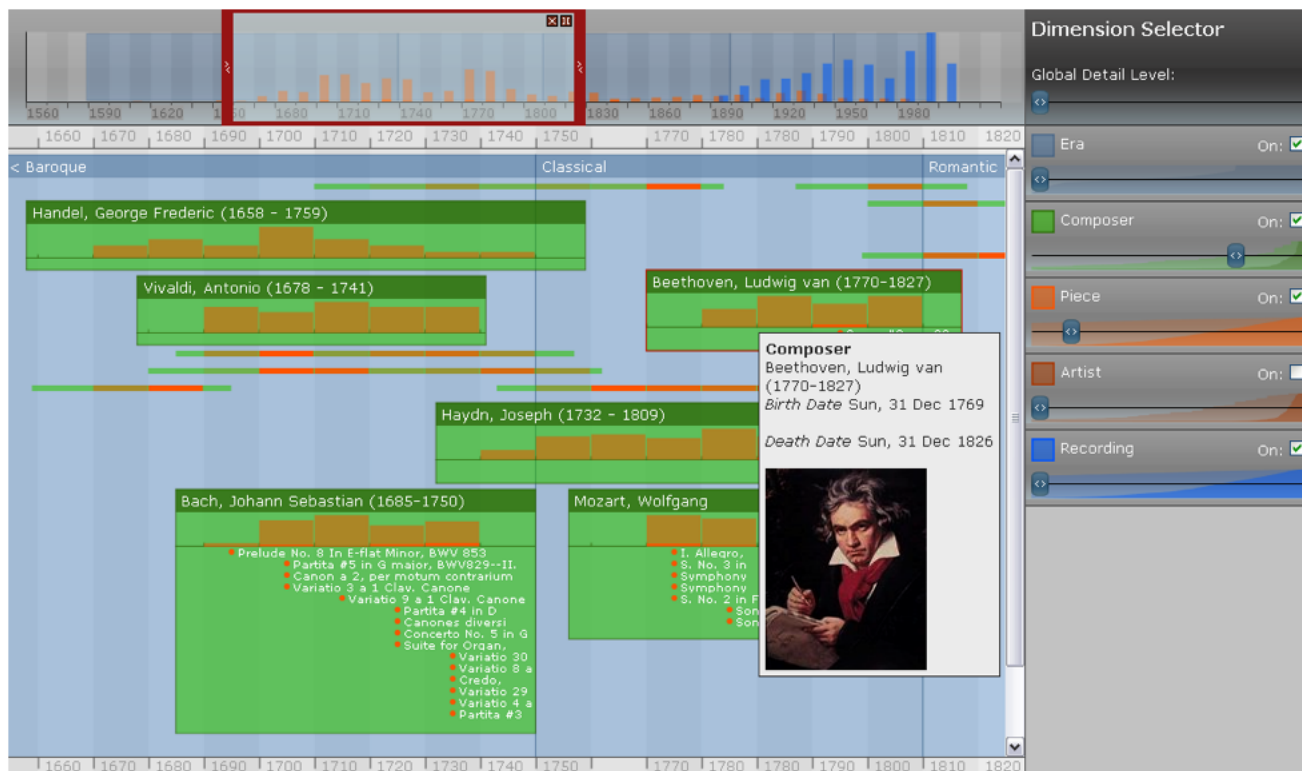 Dimension Selector
Global Detail Level:
1560 1590 1620 1680 1710 1740 1770 1800 1830 1860 1890 1920 1950 1980
1660 1670 1680 1690 1700 1710 1720 1730 1740 1750 1770 1780 1790 1800 1810 1820
< Baroque Classical Romantic
Era On:
Handel, George Frederic (1658 - 1759)
Composer On:
Vivaldi, Antonio (1678 - 1741)
Beethoven, Ludwig van (1770-1827)
Piece On:
Composer
Beethoven, Ludwig van
(1770-1827)
Birth Date Sun, 31 Dec 1769
Death Date Sun, 31 Dec 1826
Artist On:
Haydn, Joseph (1732 - 1809)
Recording On:
Bach, Johann Sebastian (1685-1750)
Prelude No. 8 In E-flat Minor, BWV 853
Partita #5 in G major, BWV829--II.
Canon a 2, per motum contrarium
Variatio 3 a 1 Clav. Canone
Variatio 9 a 1 Clav. Canone
Partita #4 in D
Canones diversi
Concerto No. 5 in G
Suite for Organ,
Variatio 30
Variatio 8 a
Credo,
Variatio 29
Variatio 4 a
Partita #3
Mozart, Wolfgang
I. Allegro,
S. No. 3 in
Symphony
Symphony
S. No. 2 in F
Son
Son
1660 1670 1680 1690 1700 1710 1720 1730 1740 1750 1770 1780 1790 1800 1810 1820